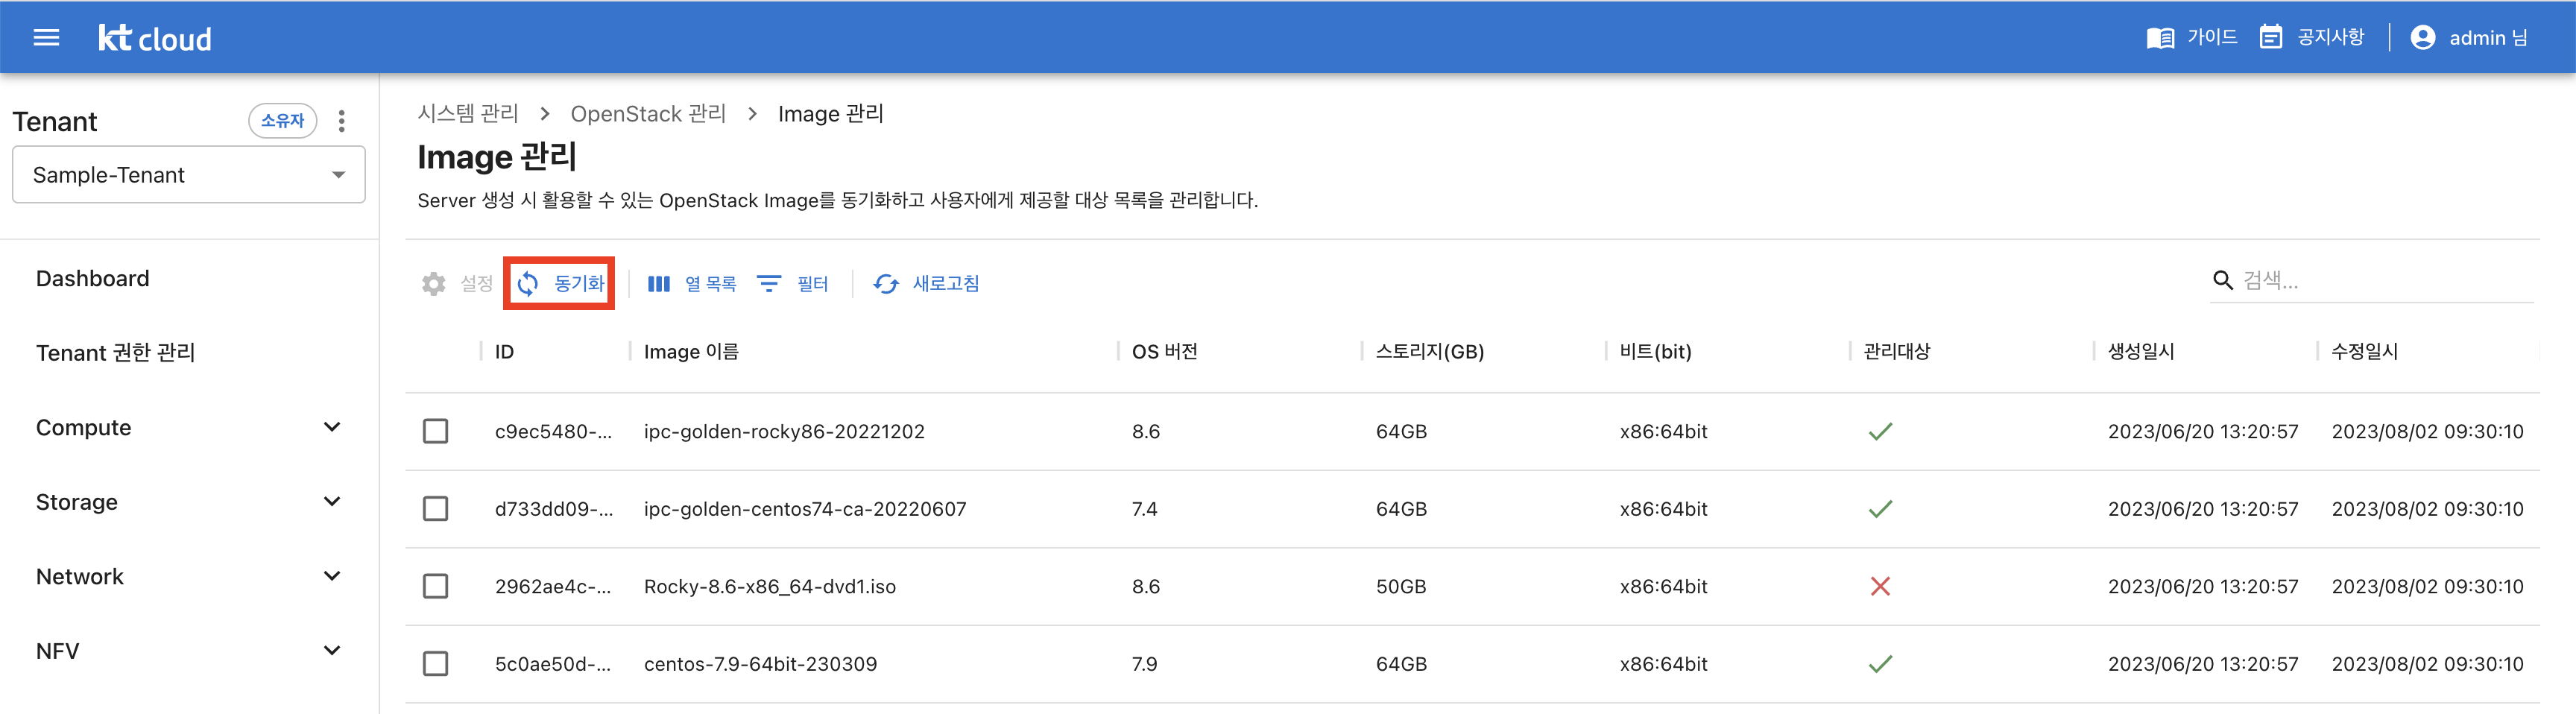 kt cloud
가이드 공지사항 admin 님
Tenant 소유자
Sample-Tenant
Dashboard
Tenant 권한 관리
Compute
Storage
Network
NFV
시스템 관리 > OpenStack 관리 > Image 관리
Image 관리
Server 생성 시 활용할 수 있는 OpenStack Image를 동기화하고 사용자에게 제공할 대상 목록을 관리합니다.
설정 동기화 열 목록 필터 새로고침 검색...
ID Image 이름 OS 버전 스토리지(GB) 비트(bit) 관리대상 생성일시 수정일시
c9ec5480-... ipc-golden-rocky86-20221202 8.6 64GB x86:64bit 2023/06/20 13:20:57 2023/08/02 09:30:10
d733dd09-... ipc-golden-centos74-ca-20220607 7.4 64GB x86:64bit 2023/06/20 13:20:57 2023/08/02 09:30:10
2962ae4c-... Rocky-8.6-x86_64-dvd1.iso 8.6 50GB x86:64bit 2023/06/20 13:20:57 2023/08/02 09:30:10
5c0ae50d-... centos-7.9-64bit-230309 7.9 64GB x86:64bit 2023/06/20 13:20:57 2023/08/02 09:30:10